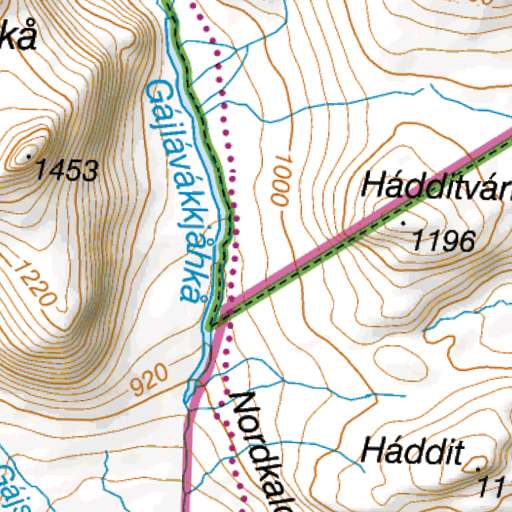 kå
Gájlávákkjåhkå
1453
1000
Hádditvár
1196
1220
920
Nordkalo
Háddit
11
Gájs